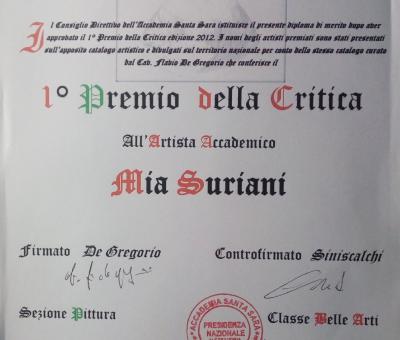 Il Consiglio Direttivo dell'Accademia Santa Sara istituisce il presente diploma di merito dopo aver
approvato il 1° Premio della Critica edizione 2012. I nomi degli artisti premiati sono stati presentati
sull'apposito catalogo artistico e divulgati sul territorio nazionale per conto dello stesso catalogo curato
dal Cav. Flavio De Gregorio che conferisce il
1° Premio della Critica
All'Artista Accademico
Mia Suriani
Firmato De Gregorio
Controfirmato Siniscalchi
Sezione Pittura
ACCADEMIA SANTA SARA
PRESIDENZA
NAZIONALE
Classe Belle Arti